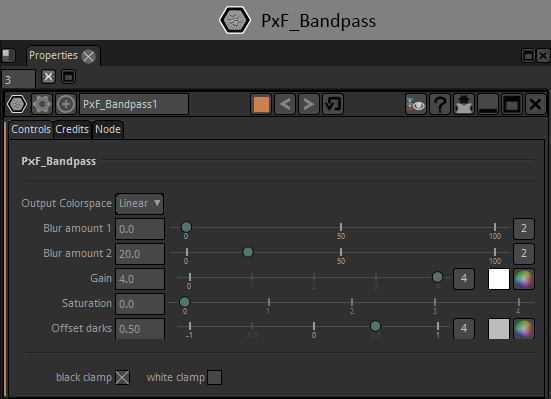 PxF_Bandpass
Properties
3
PxF_Bandpass1
Controls Credits Node
PxF_Bandpass
Output Colorspace Linear
Blur amount 1 0.0 0 50 100 2
Blur amount 2 20.0 0 50 100 2
Gain 4.0 0 1 2 3 4 4
Saturation 0.0 0 1 2 3 4
Offset darks 0.50 -1 -0.5 0 0.5 1 4
black clamp white clamp